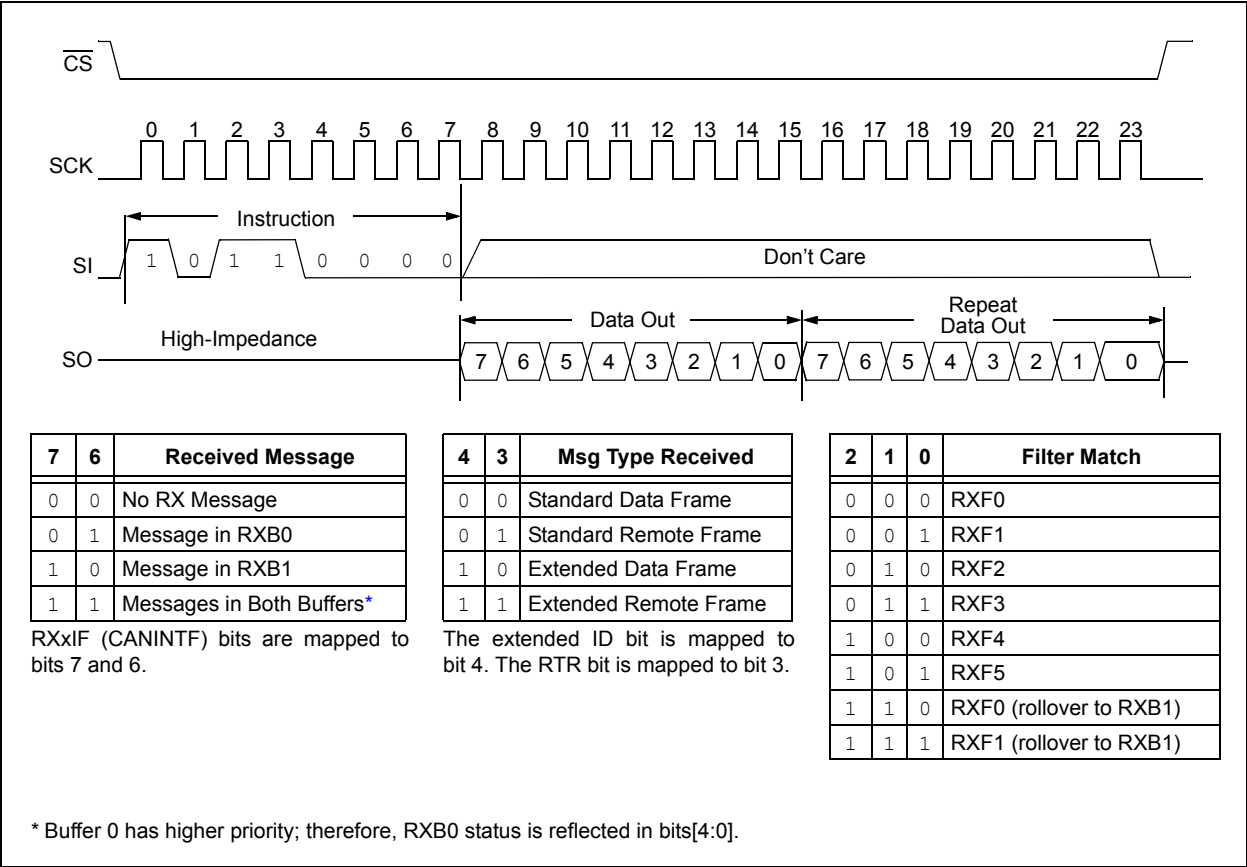 CS
0 1 2 3 4 5 6 7 8 9 10 11 12 13 14 15 16 17 18 19 20 21 22 23
SCK
Instruction
SI 1 0 1 1 0 0 0 0 Don't Care
Repeat
Data Out Data Out
High-Impedance
SO 7 6 5 4 3 2 1 0 7 6 5 4 3 2 1 0
7 6 Received Message
0 0 No RX Message
0 1 Message in RXB0
1 0 Message in RXB1
1 1 Messages in Both Buffers*
RXxIF (CANINTF) bits are mapped to
bits 7 and 6.
4 3 Msg Type Received
0 0 Standard Data Frame
0 1 Standard Remote Frame
1 0 Extended Data Frame
1 1 Extended Remote Frame
The extended ID bit is mapped to
bit 4. The RTR bit is mapped to bit 3.
2 1 0 Filter Match
0 0 0 RXF0
0 0 1 RXF1
0 1 0 RXF2
0 1 1 RXF3
1 0 0 RXF4
1 0 1 RXF5
1 1 0 RXF0 (rollover to RXB1)
1 1 1 RXF1 (rollover to RXB1)
* Buffer 0 has higher priority; therefore, RXB0 status is reflected in bits[4:0].